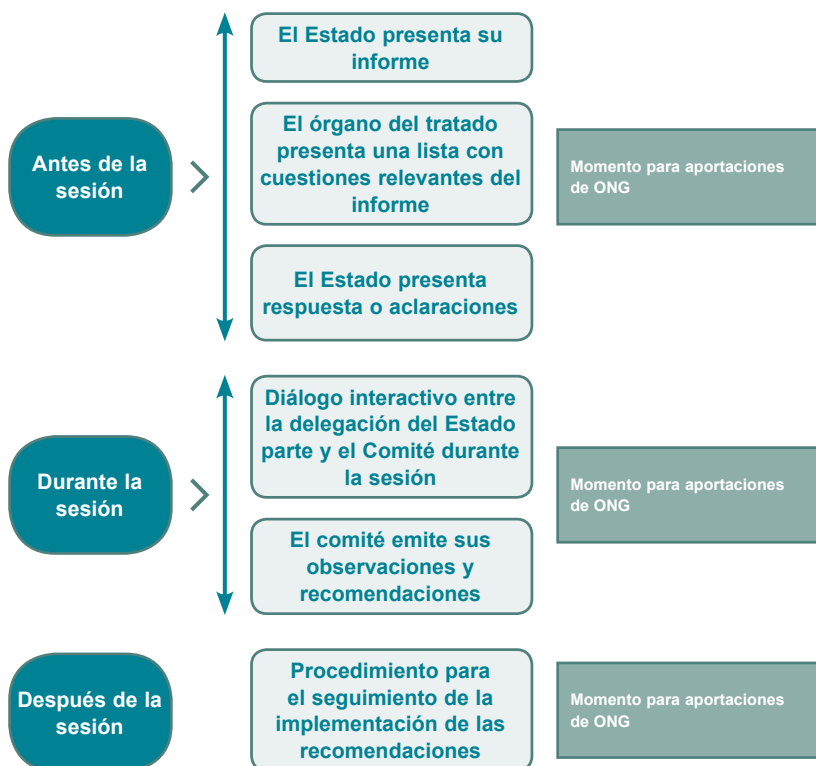 El Estado presenta su
informe
Antes de la
sesión
El órgano del tratado
presenta una lista con
cuestiones relevantes del
informe
Momento para aportaciones
de ONG
El Estado presenta
respuesta o aclaraciones
Durante la
sesión
Diálogo interactivo entre
la delegación del Estado
parte y el Comité durante
la sesión
Momento para aportaciones
de ONG
El comité emite sus
observaciones y
recomendaciones
Después de la
sesión
Procedimiento para
el seguimiento de la
implementación de las
recomendaciones
Momento para aportaciones
de ONG